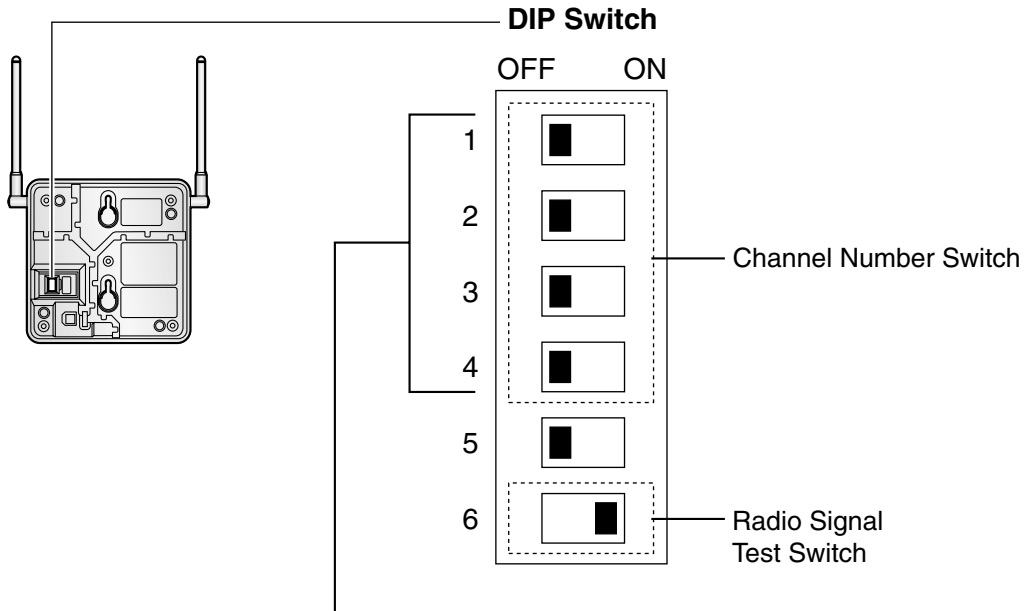 DIP Switch
OFF ON
1
2
3
4
5
6
Channel Number Switch
Radio Signal
Test Switch